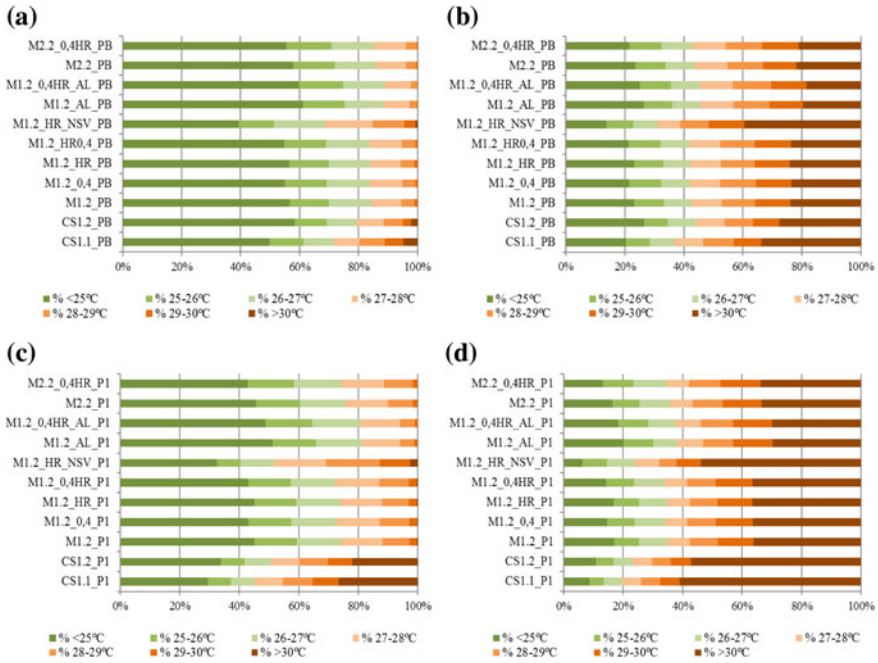 (a)
M2.2_0,4HR_PB
M2.2_PB
M1.2_0,4HR_AL_PB
M1.2_AL_PB
M1.2_HR_NSV_PB
M1.2_HR0,4_PB
M1.2_HR_PB
M1.2_0,4_PB
M1.2_PB
CS1.2_PB
CS1.1_PB
0% 20% 40% 60% 80% 100%
% <25ºC % 25-26ºC % 26-27ºC % 27-28ºC
% 28-29ºC % 29-30ºC % >30ºC
(b)
M2.2_0,4HR_PB
M2.2_PB
M1.2_0,4HR_AL_PB
M1.2_AL_PB
M1.2_HR_NSV_PB
M1.2_HR0,4_PB
M1.2_HR_PB
M1.2_0,4_PB
M1.2_PB
CS1.2_PB
CS1.1_PB
0% 20% 40% 60% 80% 100%
% <25ºC % 25-26ºC % 26-27ºC % 27-28ºC
% 28-29ºC % 29-30ºC % >30ºC
(c)
M2.2_0,4HR_P1
M2.2_P1
M1.2_0,4HR_AL_P1
M1.2_AL_P1
M1.2_HR_NSV_P1
M1.2_0,4HR_P1
M1.2_HR_P1
M1.2_0,4_P1
M1.2_P1
CS1.2_P1
CS1.1_P1
0% 20% 40% 60% 80% 100%
% <25ºC % 25-26ºC % 26-27ºC % 27-28ºC
% 28-29ºC % 29-30ºC % >30ºC
(d)
M2.2_0,4HR_P1
M2.2_P1
M1.2_0,4HR_AL_P1
M1.2_AL_P1
M1.2_HR_NSV_P1
M1.2_0,4HR_P1
M1.2_HR_P1
M1.2_0,4_P1
M1.2_P1
CS1.2_P1
CS1.1_P1
0% 20% 40% 60% 80% 100%
% <25ºC % 25-26ºC % 26-27ºC % 27-28ºC
% 28-29ºC % 29-30ºC % >30ºC